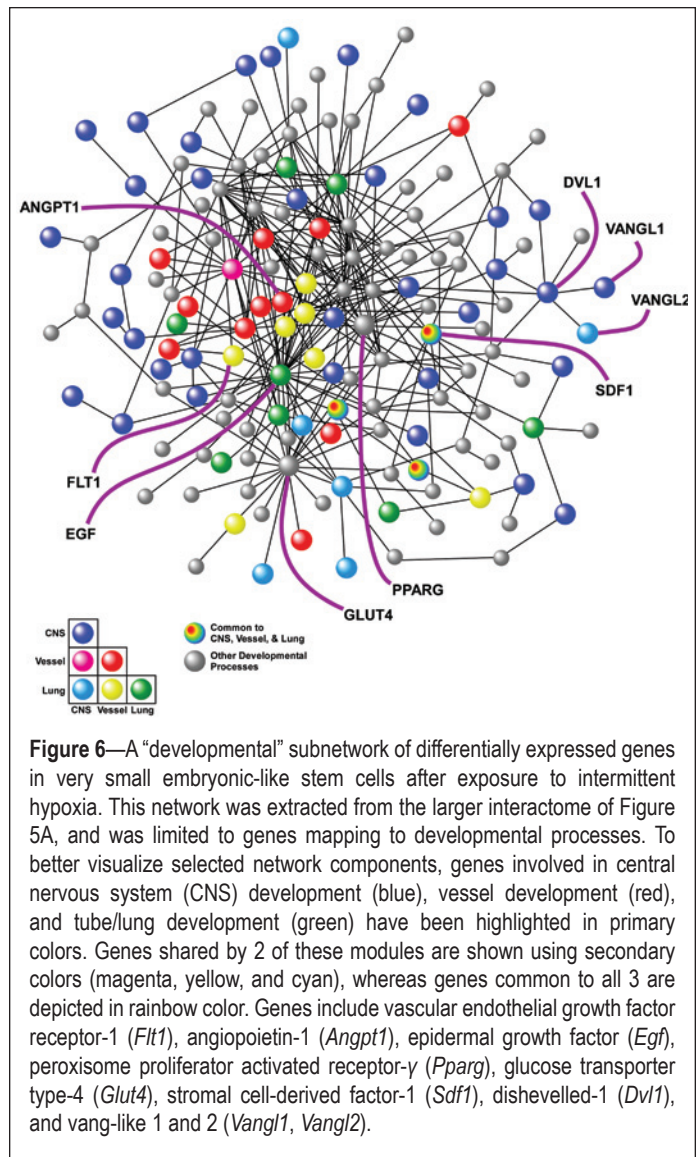 ANGPT1
DVL1
VANGL1
VANGL2
SDF1
FLT1
EGF
PPARG
GLUT4
CNS
Vessel
Lung
CNS Vessel Lung
Common to
CNS, Vessel, & Lung
Other Developmental
Processes
Figure 6—A “developmental” subnetwork of differentially expressed genes
in very small embryonic-like stem cells after exposure to intermittent
hypoxia. This network was extracted from the larger interactome of Figure
5A, and was limited to genes mapping to developmental processes. To
better visualize selected network components, genes involved in central
nervous system (CNS) development (blue), vessel development (red),
and tube/lung development (green) have been highlighted in primary
colors. Genes shared by 2 of these modules are shown using secondary
colors (magenta, yellow, and cyan), whereas genes common to all 3 are
depicted in rainbow color. Genes include vascular endothelial growth factor
receptor-1 (Flt1), angiopoietin-1 (Angpt1), epidermal growth factor (Egf),
peroxisome proliferator activated receptor-γ (Pparg), glucose transporter
type-4 (Glut4), stromal cell-derived factor-1 (Sdf1), dishevelled-1 (Dvl1),
and vang-like 1 and 2 (Vangl1, Vangl2).